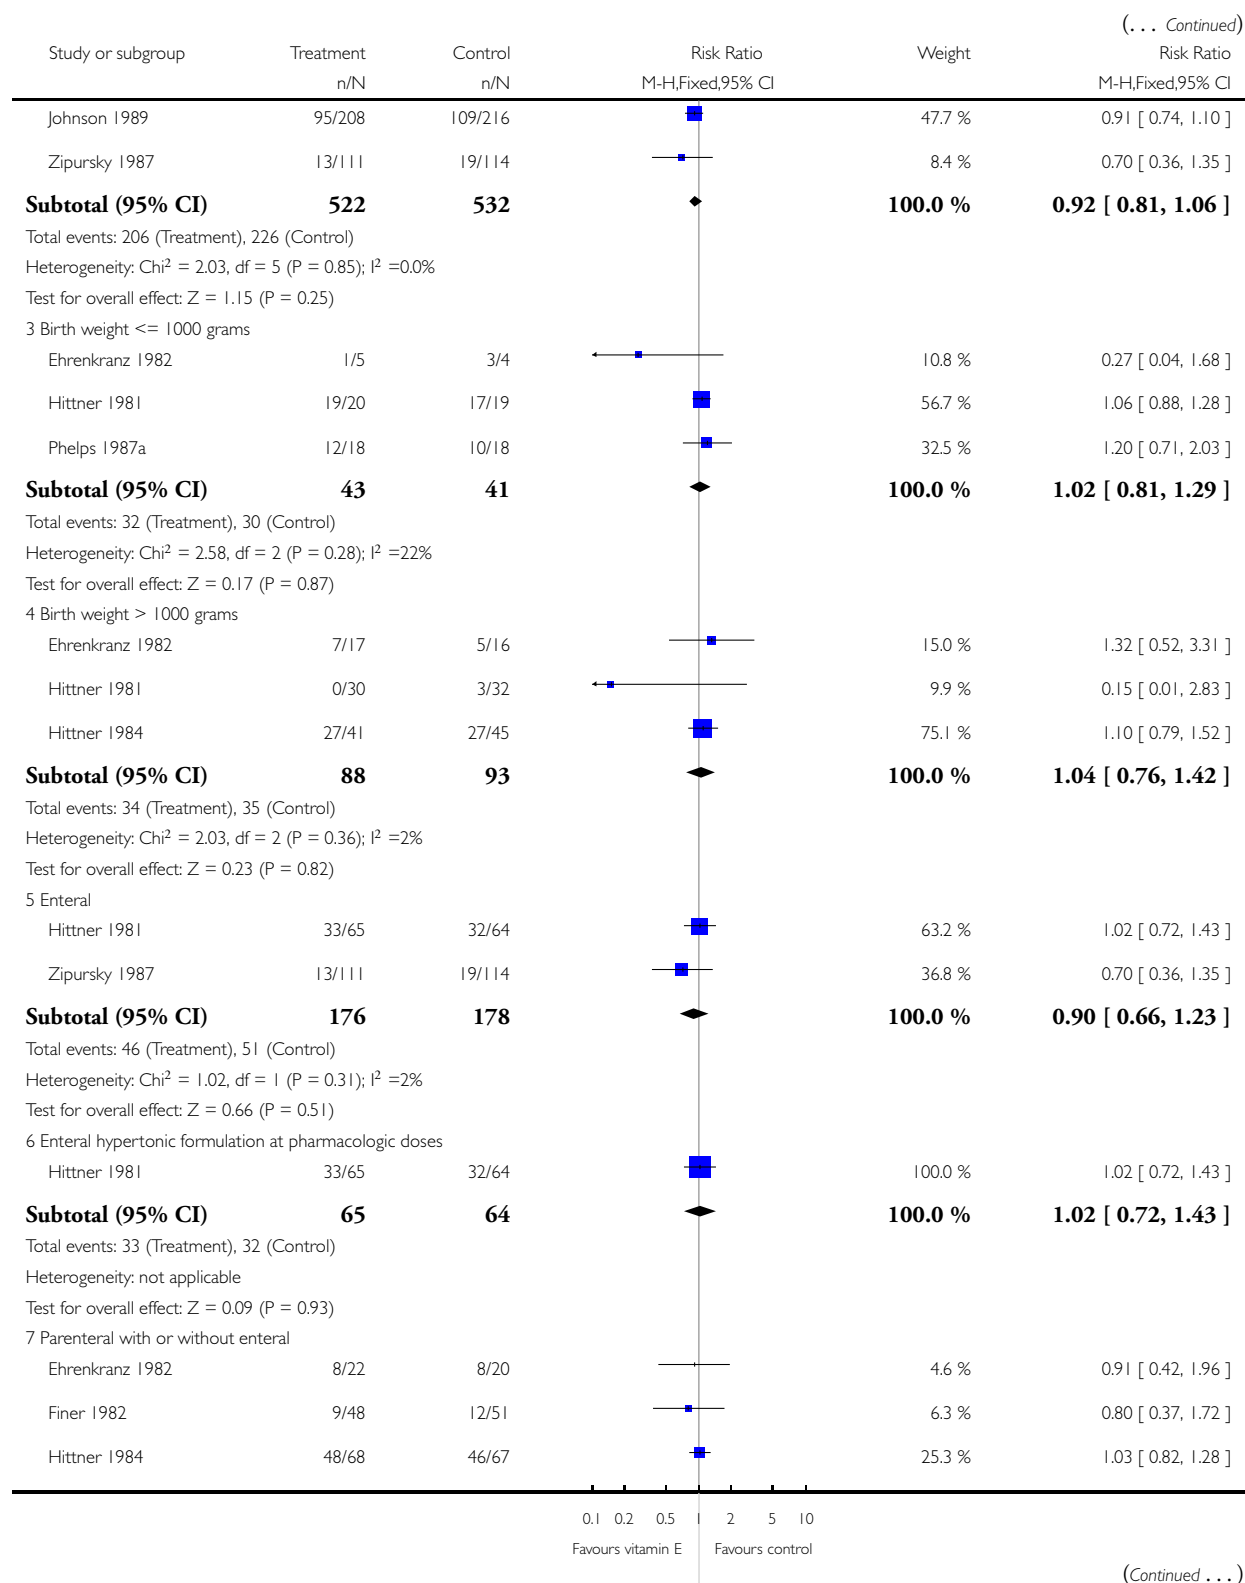 (... Continued)
Study or subgroup Treatment Control Risk Ratio Weight Risk Ratio
n/N n/N M-H,Fixed,95% CI M-H,Fixed,95% CI
Johnson 1989 95/208 109/216 47.7 % 0.91 [ 0.74, 1.10 ]
Zipursky 1987 13/111 19/114 8.4 % 0.70 [ 0.36, 1.35 ]
Subtotal (95% CI) 522 532 100.0 % 0.92 [ 0.81, 1.06 ]
Total events: 206 (Treatment), 226 (Control)
Heterogeneity: Chi² = 2.03, df = 5 (P = 0.85); I² =0.0%
Test for overall effect: Z = 1.15 (P = 0.25)
3 Birth weight <= 1000 grams
Ehrenkranz 1982 1/5 3/4 10.8 % 0.27 [ 0.04, 1.68 ]
Hittner 1981 19/20 17/19 56.7 % 1.06 [ 0.88, 1.28 ]
Phelps 1987a 12/18 10/18 32.5 % 1.20 [ 0.71, 2.03 ]
Subtotal (95% CI) 43 41 100.0 % 1.02 [ 0.81, 1.29 ]
Total events: 32 (Treatment), 30 (Control)
Heterogeneity: Chi² = 2.58, df = 2 (P = 0.28); I² =22%
Test for overall effect: Z = 0.17 (P = 0.87)
4 Birth weight > 1000 grams
Ehrenkranz 1982 7/17 5/16 15.0 % 1.32 [ 0.52, 3.31 ]
Hittner 1981 0/30 3/32 9.9 % 0.15 [ 0.01, 2.83 ]
Hittner 1984 27/41 27/45 75.1 % 1.10 [ 0.79, 1.52 ]
Subtotal (95% CI) 88 93 100.0 % 1.04 [ 0.76, 1.42 ]
Total events: 34 (Treatment), 35 (Control)
Heterogeneity: Chi² = 2.03, df = 2 (P = 0.36); I² =2%
Test for overall effect: Z = 0.23 (P = 0.82)
5 Enteral
Hittner 1981 33/65 32/64 63.2 % 1.02 [ 0.72, 1.43 ]
Zipursky 1987 13/111 19/114 36.8 % 0.70 [ 0.36, 1.35 ]
Subtotal (95% CI) 176 178 100.0 % 0.90 [ 0.66, 1.23 ]
Total events: 46 (Treatment), 51 (Control)
Heterogeneity: Chi² = 1.02, df = 1 (P = 0.31); I² =2%
Test for overall effect: Z = 0.66 (P = 0.51)
6 Enteral hypertonic formulation at pharmacologic doses
Hittner 1981 33/65 32/64 100.0 % 1.02 [ 0.72, 1.43 ]
Subtotal (95% CI) 65 64 100.0 % 1.02 [ 0.72, 1.43 ]
Total events: 33 (Treatment), 32 (Control)
Heterogeneity: not applicable
Test for overall effect: Z = 0.09 (P = 0.93)
7 Parenteral with or without enteral
Ehrenkranz 1982 8/22 8/20 4.6 % 0.91 [ 0.42, 1.96 ]
Finer 1982 9/48 12/51 6.3 % 0.80 [ 0.37, 1.72 ]
Hittner 1984 48/68 46/67 25.3 % 1.03 [ 0.82, 1.28 ]
0.1 0.2 0.5 1 2 5 10
Favours vitamin E Favours control
(Continued ...)